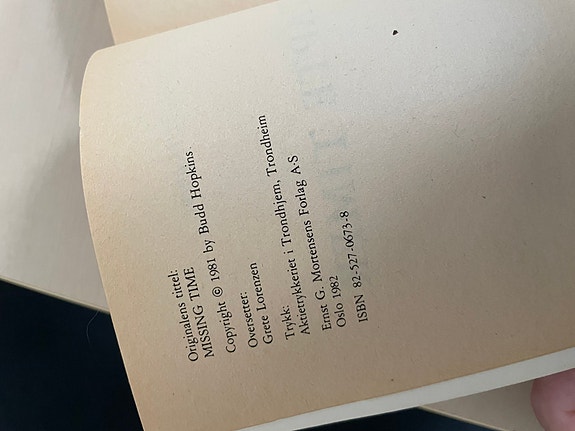 Originalens tittel:
MISSING TIME
Copyright © 1981 by Budd Hopkins.
Oversetter:
Grete Lorenzen
Trykk:
Aktietrykkeriet i Trondhjem, Trondheim
Ernst G. Mortensens Forlag A·S
Oslo 1982
ISBN 82-527-0673-8